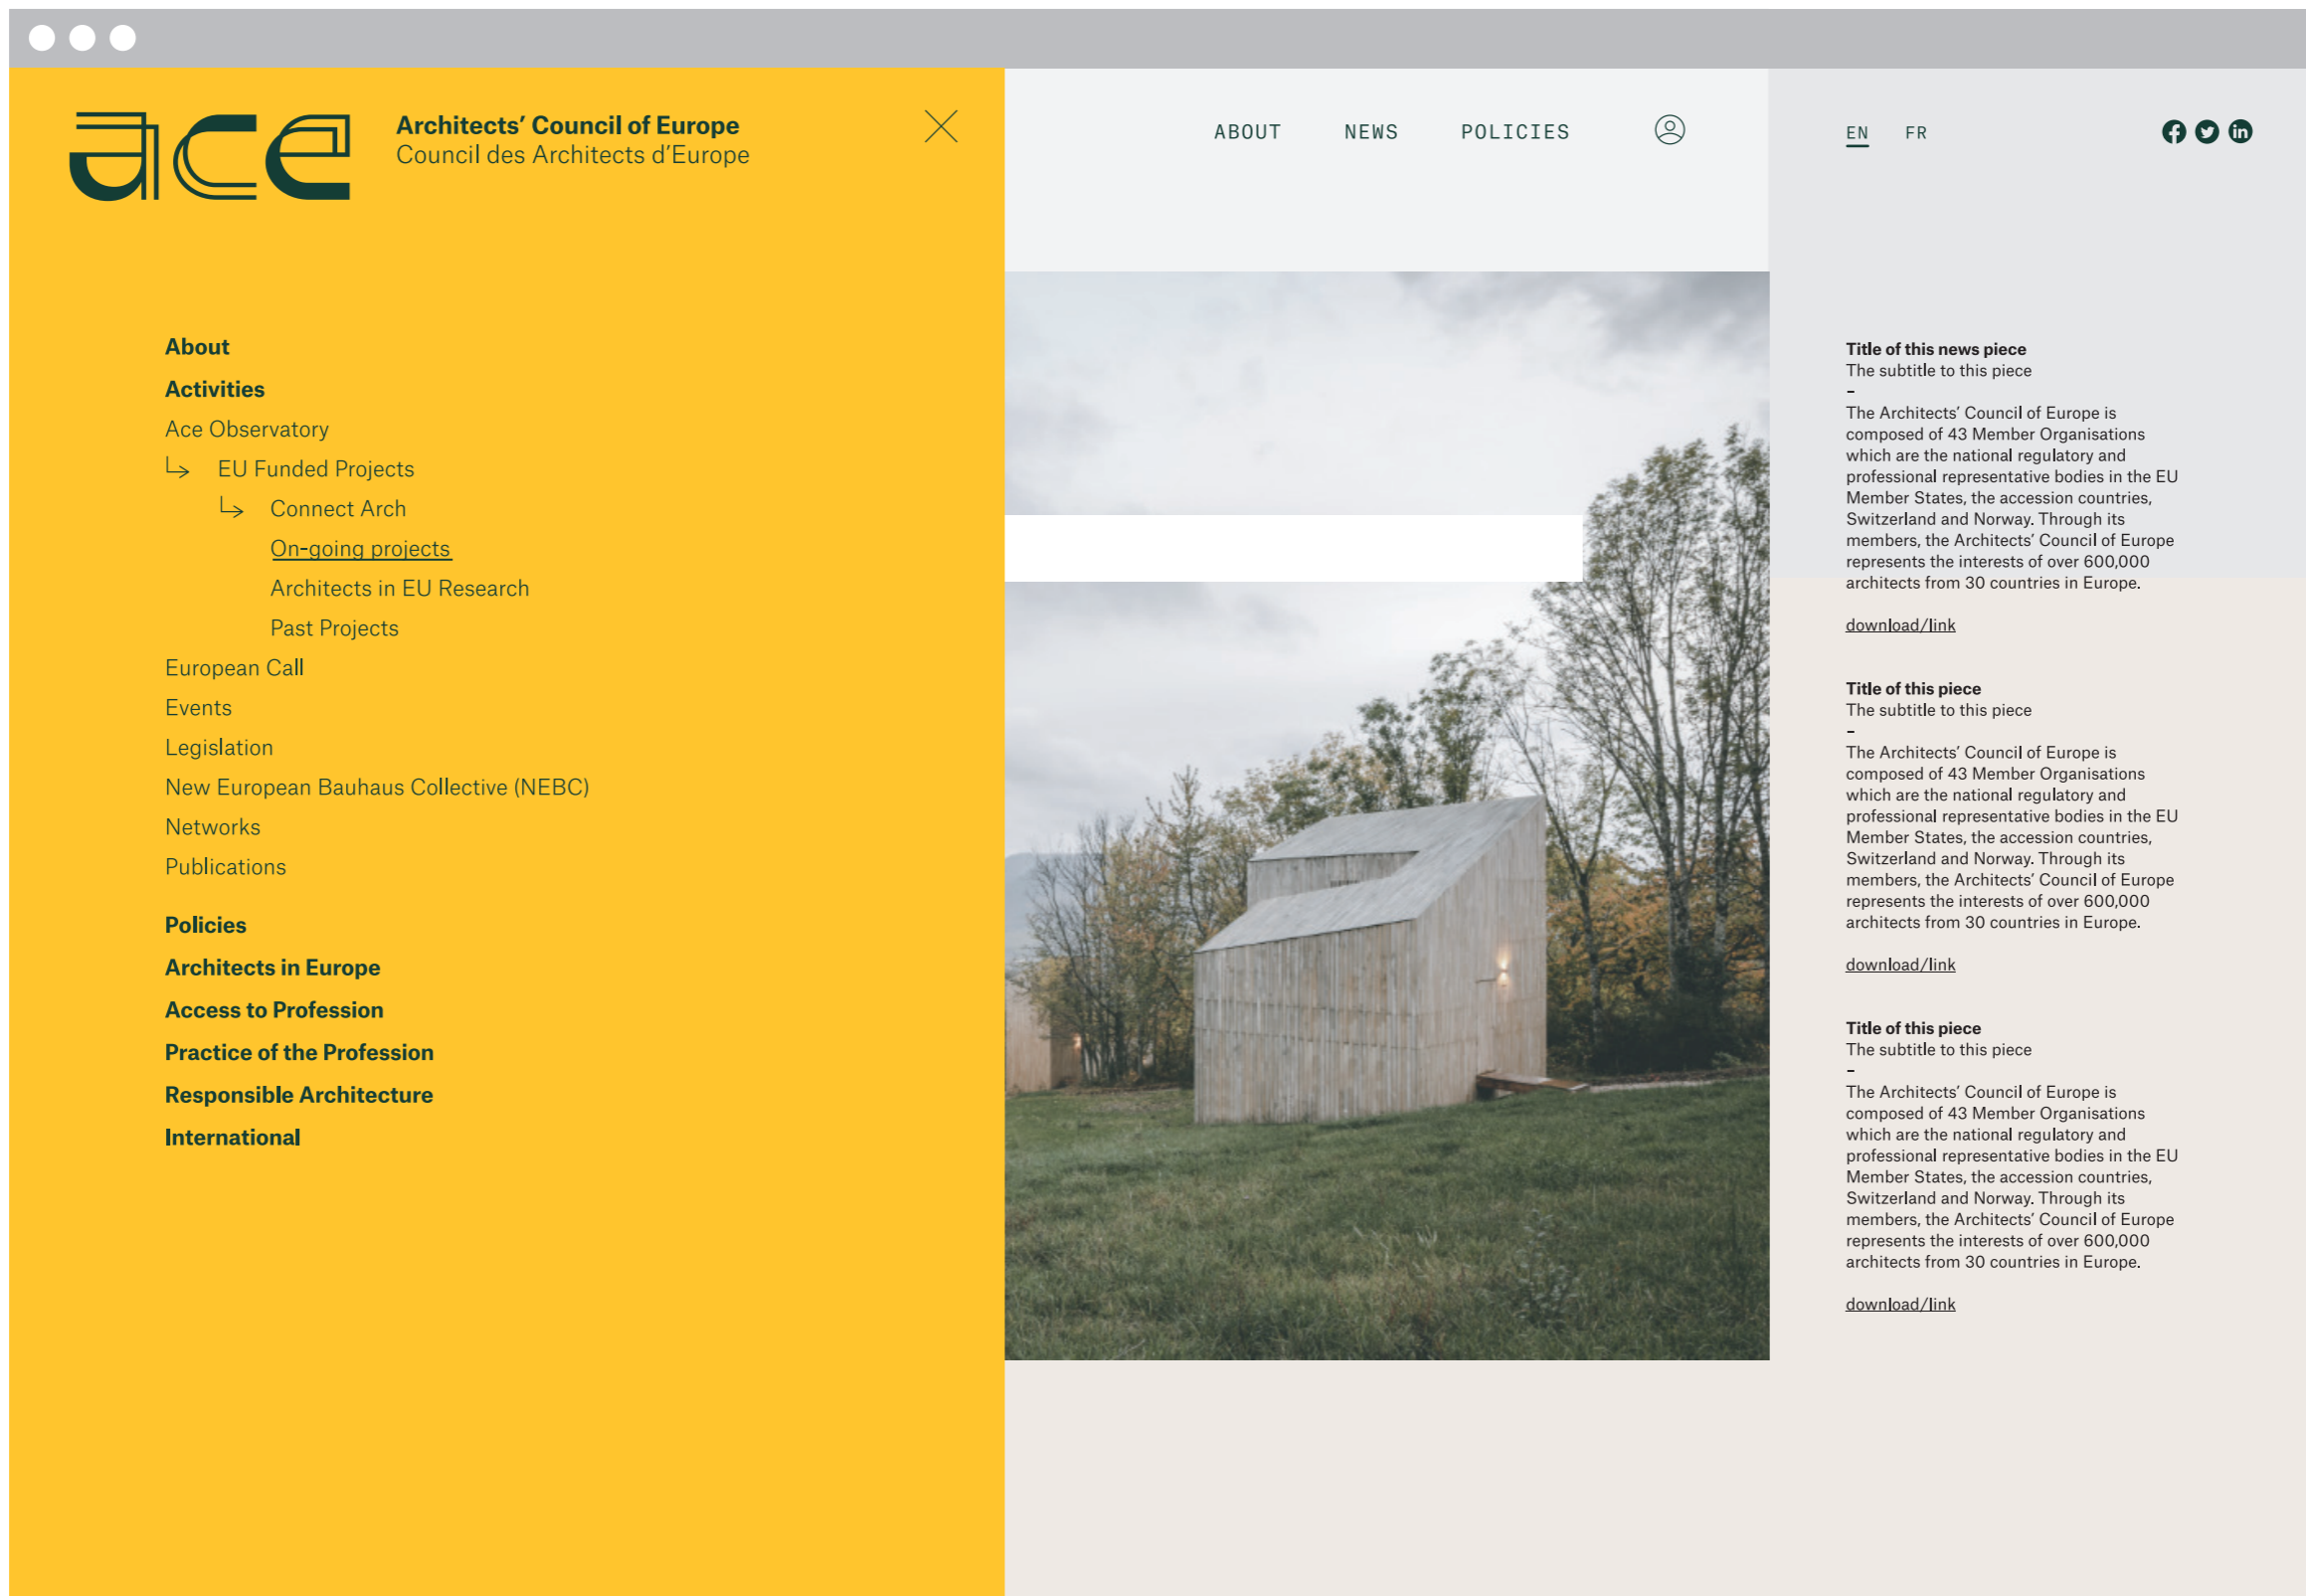 ace
Architects’ Council of Europe
Council des Architects d’Europe
ABOUT NEWS POLICIES
EN FR
About
Activities
Ace Observatory
EU Funded Projects
Connect Arch
On-going projects
Architects in EU Research
Past Projects
European Call
Events
Legislation
New European Bauhaus Collective (NEBC)
Networks
Publications
Policies
Architects in Europe
Access to Profession
Practice of the Profession
Responsible Architecture
International
Title of this news piece
The subtitle to this piece
–
The Architects’ Council of Europe is
composed of 43 Member Organisations
which are the national regulatory and
professional representative bodies in the EU
Member States, the accession countries,
Switzerland and Norway. Through its
members, the Architects’ Council of Europe
represents the interests of over 600,000
architects from 30 countries in Europe.
download/link
Title of this piece
The subtitle to this piece
–
The Architects’ Council of Europe is
composed of 43 Member Organisations
which are the national regulatory and
professional representative bodies in the EU
Member States, the accession countries,
Switzerland and Norway. Through its
members, the Architects’ Council of Europe
represents the interests of over 600,000
architects from 30 countries in Europe.
download/link
Title of this piece
The subtitle to this piece
–
The Architects’ Council of Europe is
composed of 43 Member Organisations
which are the national regulatory and
professional representative bodies in the EU
Member States, the accession countries,
Switzerland and Norway. Through its
members, the Architects’ Council of Europe
represents the interests of over 600,000
architects from 30 countries in Europe.
download/link